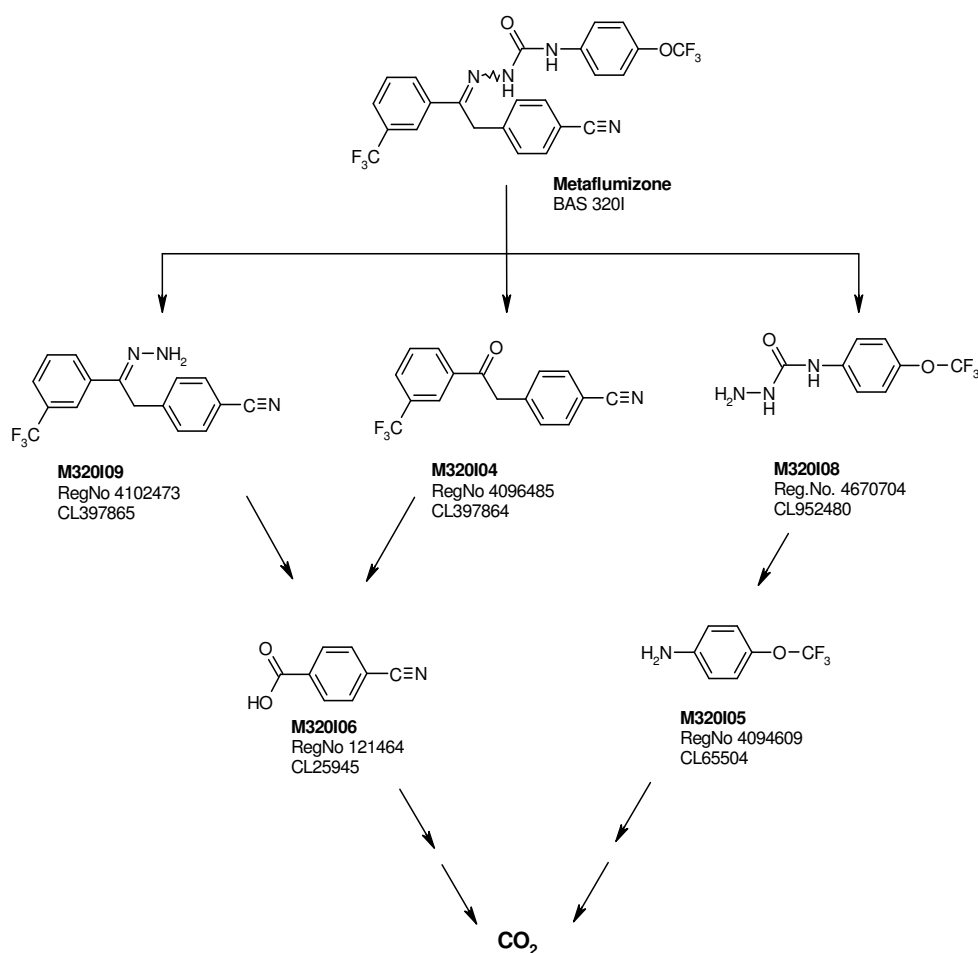 O
N
H
OCF₃
N
N
H
F₃C
C≡N
Metaflumizone
BAS 320I
N—NH₂
F₃C
C≡N
M320I09
RegNo 4102473
CL397865
O
F₃C
C≡N
M320I04
RegNo 4096485
CL397864
O
N
H
H₂N
N
H
O
CF₃
M320I08
Reg.No. 4670704
CL952480
O
HO
C≡N
M320I06
RegNo 121464
CL25945
H₂N
O
CF₃
M320I05
RegNo 4094609
CL65504
CO₂